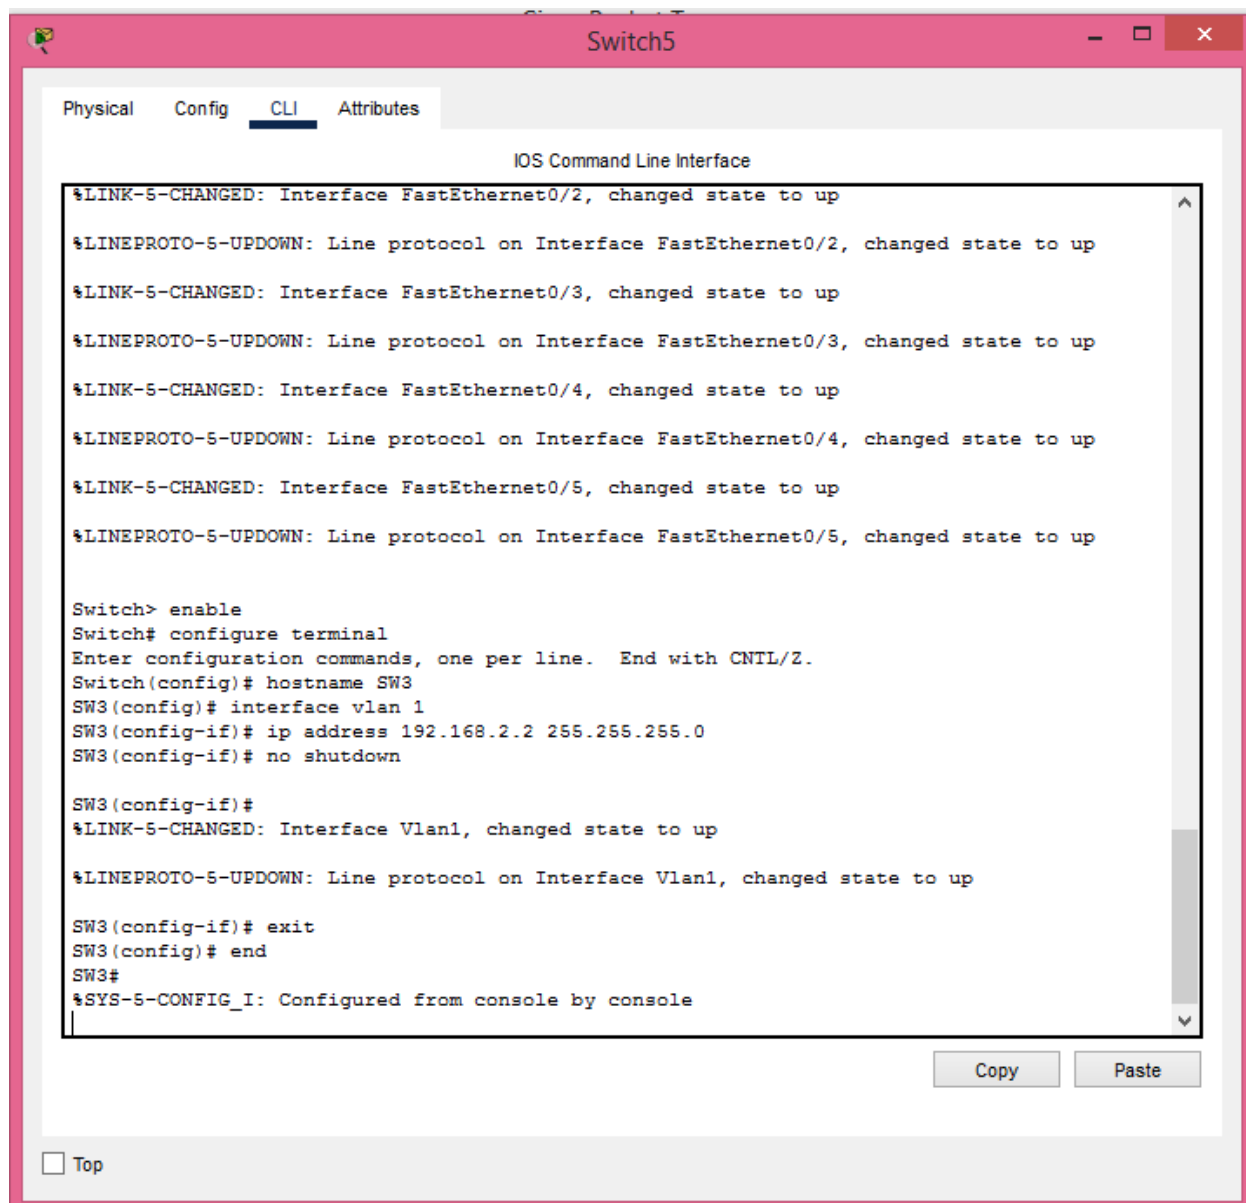 Switch5
Physical Config CLI Attributes
IOS Command Line Interface
%LINK-5-CHANGED: Interface FastEthernet0/2, changed state to up
%LINEPROTO-5-UPDOWN: Line protocol on Interface FastEthernet0/2, changed state to up
%LINK-5-CHANGED: Interface FastEthernet0/3, changed state to up
%LINEPROTO-5-UPDOWN: Line protocol on Interface FastEthernet0/3, changed state to up
%LINK-5-CHANGED: Interface FastEthernet0/4, changed state to up
%LINEPROTO-5-UPDOWN: Line protocol on Interface FastEthernet0/4, changed state to up
%LINK-5-CHANGED: Interface FastEthernet0/5, changed state to up
%LINEPROTO-5-UPDOWN: Line protocol on Interface FastEthernet0/5, changed state to up
Switch> enable
Switch# configure terminal
Enter configuration commands, one per line. End with CNTL/Z.
Switch(config)# hostname SW3
SW3(config)# interface vlan 1
SW3(config-if)# ip address 192.168.2.2 255.255.255.0
SW3(config-if)# no shutdown
SW3(config-if)#
%LINK-5-CHANGED: Interface Vlan1, changed state to up
%LINEPROTO-5-UPDOWN: Line protocol on Interface Vlan1, changed state to up
SW3(config-if)# exit
SW3(config)# end
SW3#
%SYS-5-CONFIG_I: Configured from console by console
Copy Paste
Top